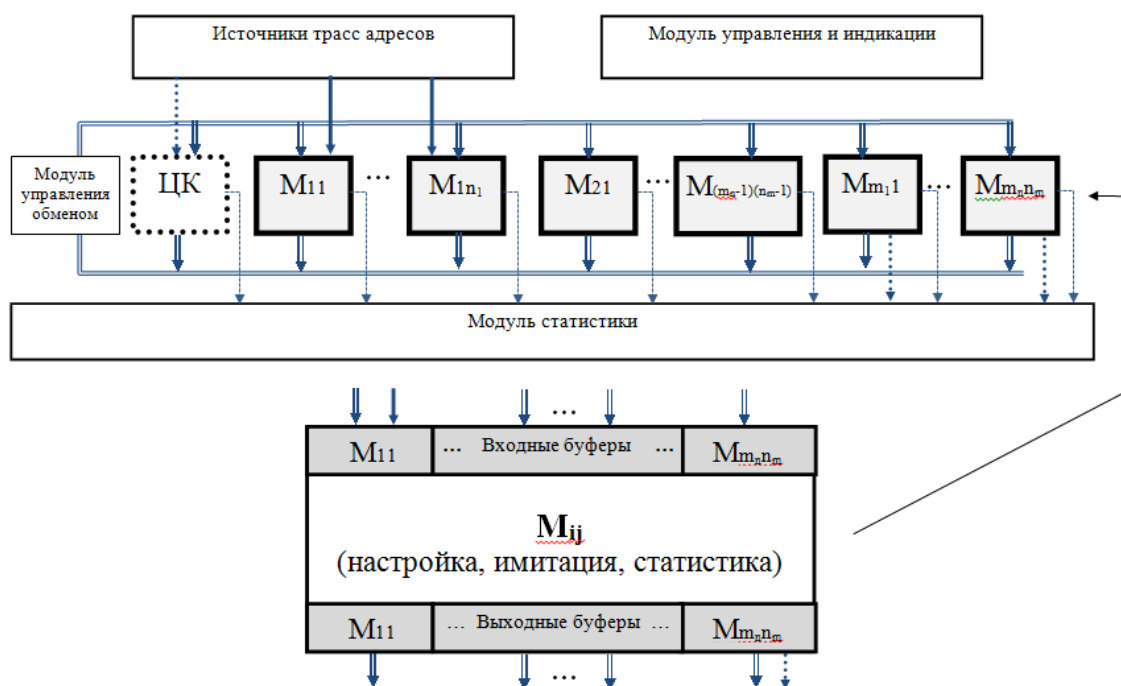 Источники трасс адресов
Модуль управления и индикации
Модуль
управления
обменом
ЦК
M11
...
M1n1
M21
...
M(mn-1)(nm-1)
Mm11
...
Mmnnm
Модуль статистики
...
M11
... Входные буферы ...
Mmnnm
Mij
(настройка, имитация, статистика)
M11
... Выходные буферы ...
Mmnnm
...